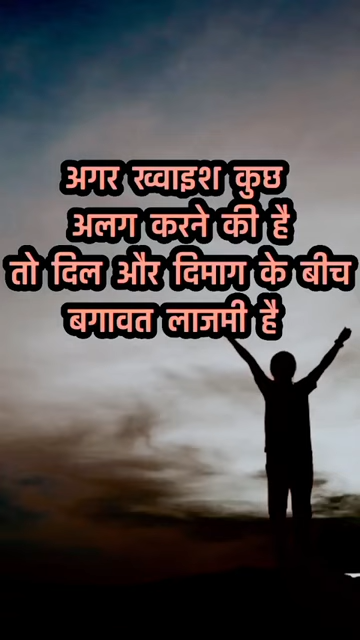 अगर ख्वाइश कुछ
अलग करने की है
तो दिल और दिमाग के बीच
बगावत लाजमी है